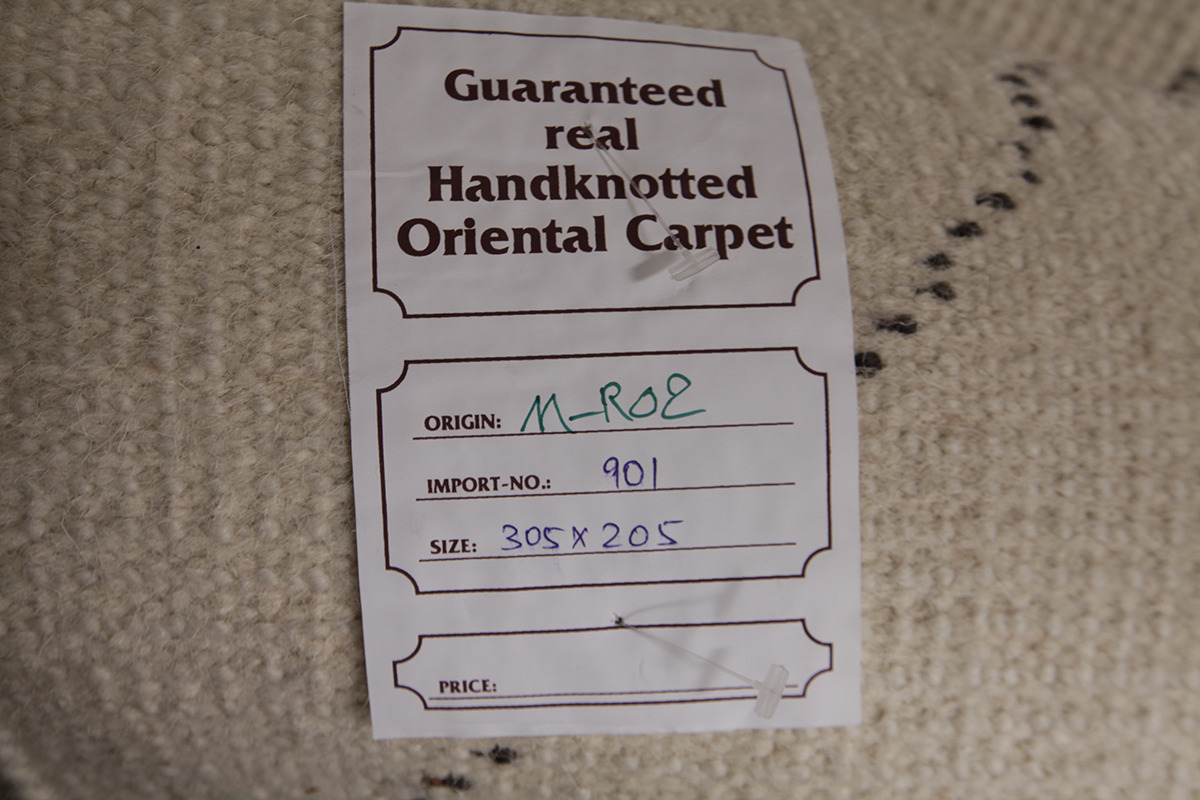 Guaranteed
real
Handknotted
Oriental Carpet
ORIGIN: M-ROE
IMPORT-NO.: 901
SIZE: 305 x 205
PRICE: